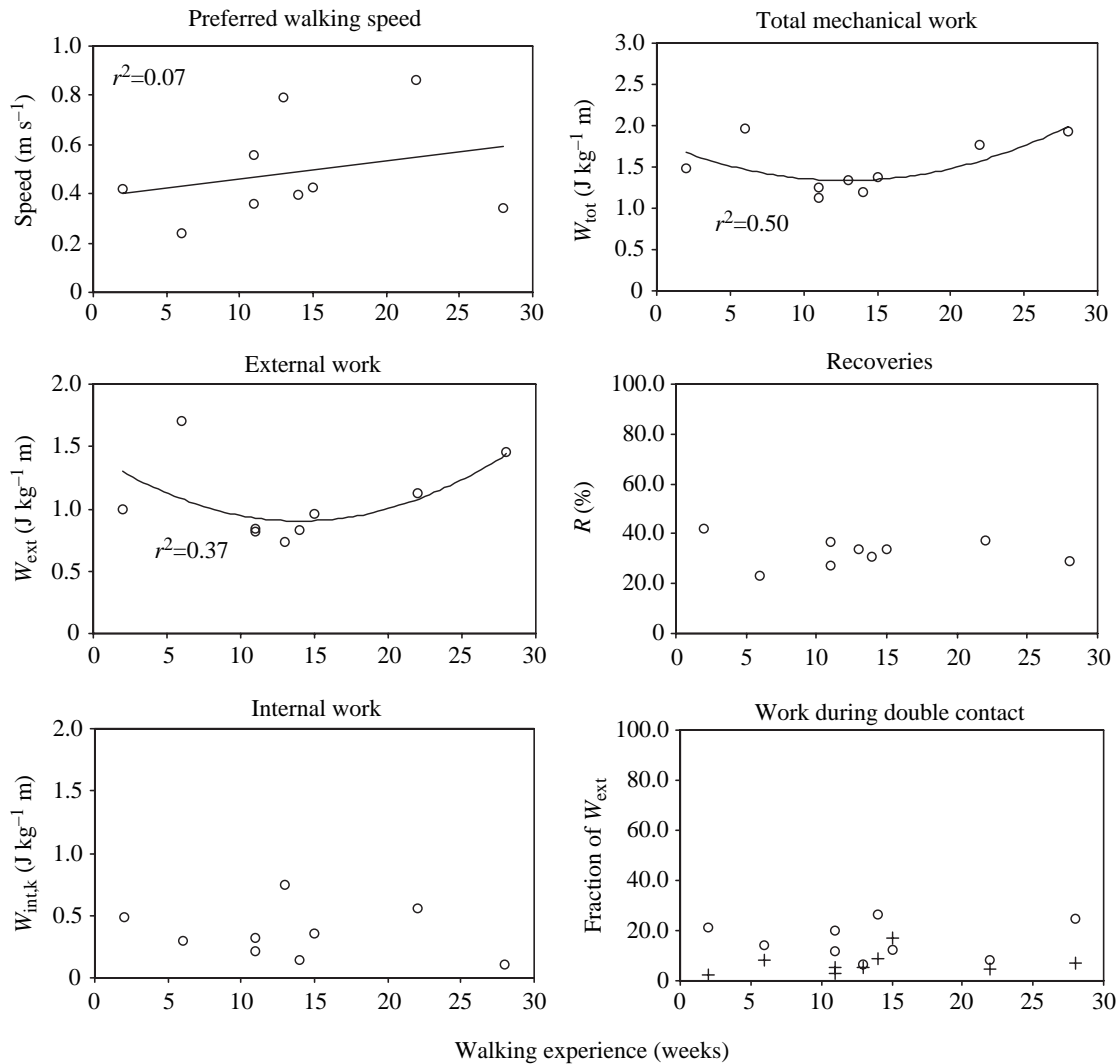 Preferred walking speed
1.0
0.8
0.6
0.4
0.2
0
r²=0.07
Speed (m s⁻¹)
0 5 10 15 20 25 30
Total mechanical work
3.0
2.5
2.0
1.5
1.0
0.5
0
r²=0.50
Wtot (J kg⁻¹ m)
0 5 10 15 20 25 30
External work
2.0
1.5
1.0
0.5
0
r²=0.37
Wext (J kg⁻¹ m)
0 5 10 15 20 25 30
Recoveries
100.0
80.0
60.0
40.0
20.0
0
R (%)
0 5 10 15 20 25 30
Internal work
2.0
1.5
1.0
0.5
0
Wint,k (J kg⁻¹ m)
0 5 10 15 20 25 30
Work during double contact
100.0
80.0
60.0
40.0
20.0
0
Fraction of Wext
0 5 10 15 20 25 30
Walking experience (weeks)